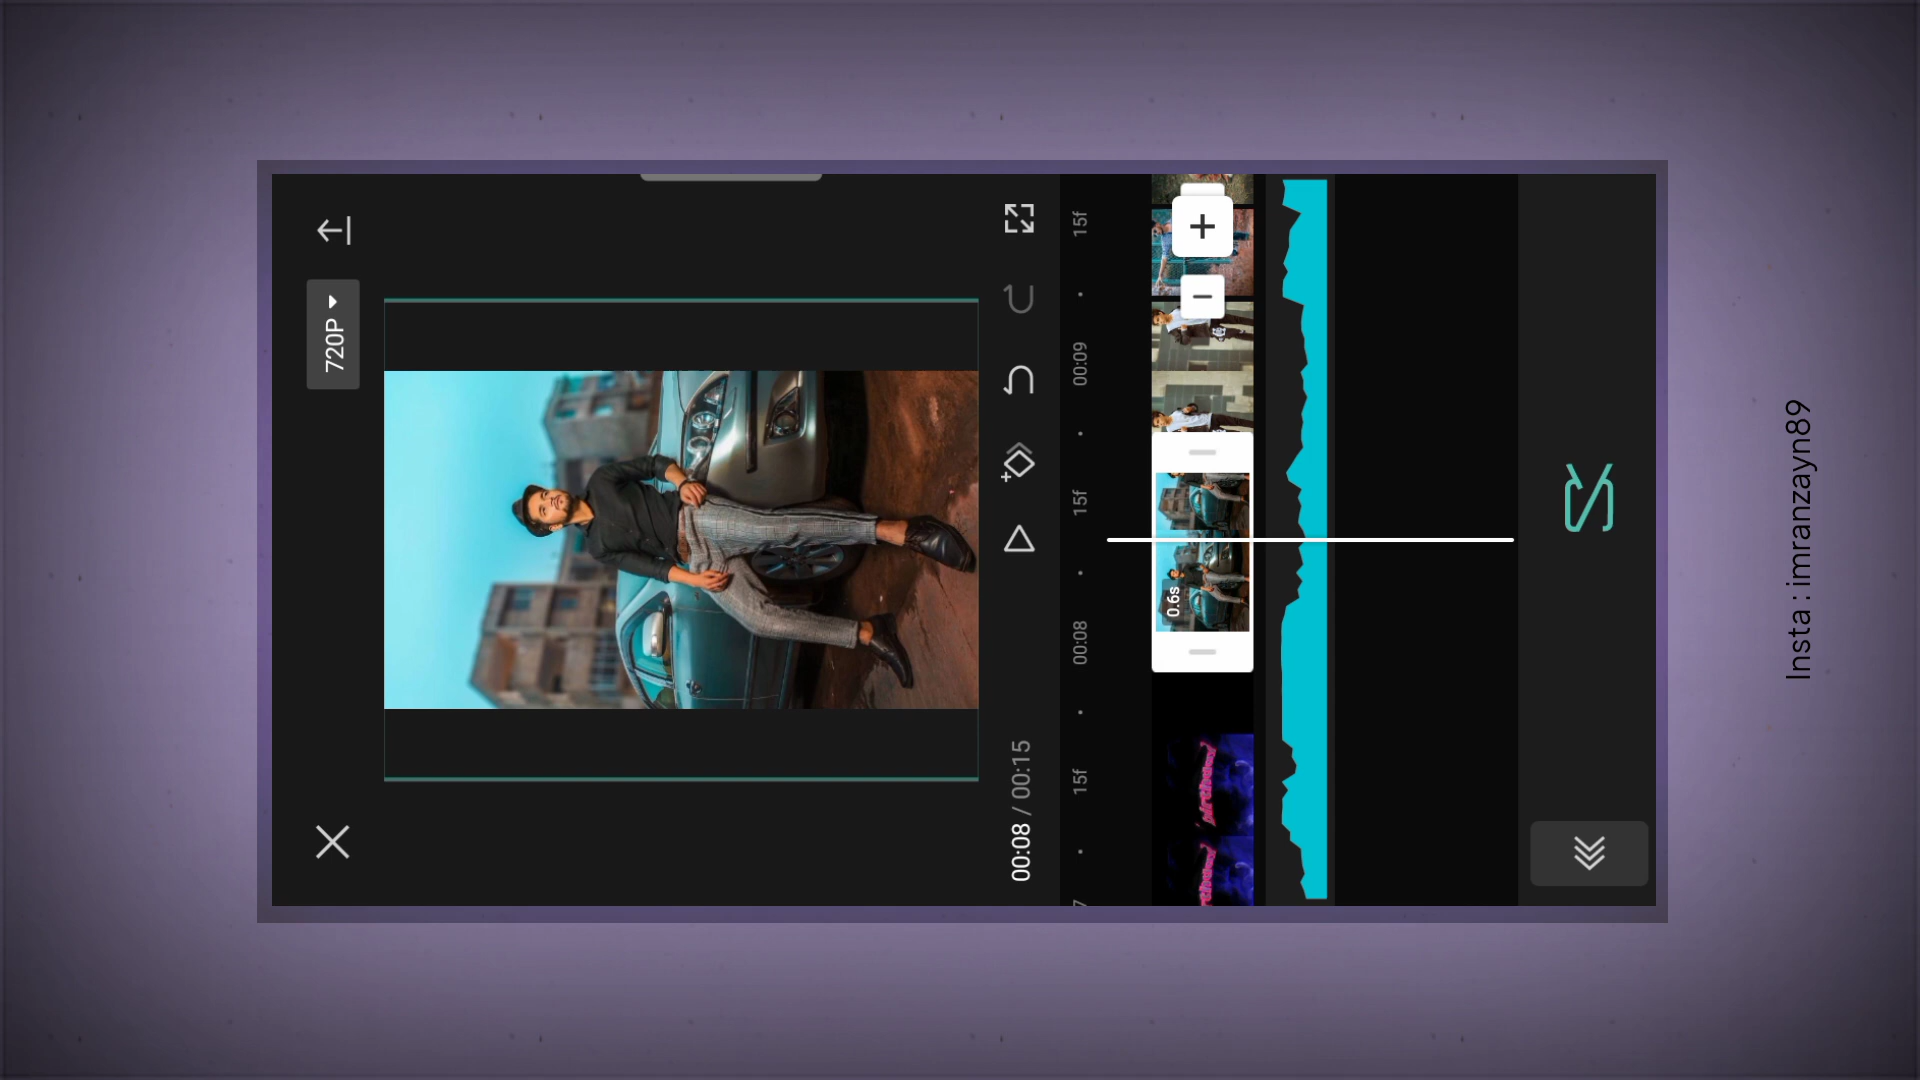 720P
00:08 / 00:15
15f
00:08
15f
00:09
15f
0.6s
Insta : imranzayn89